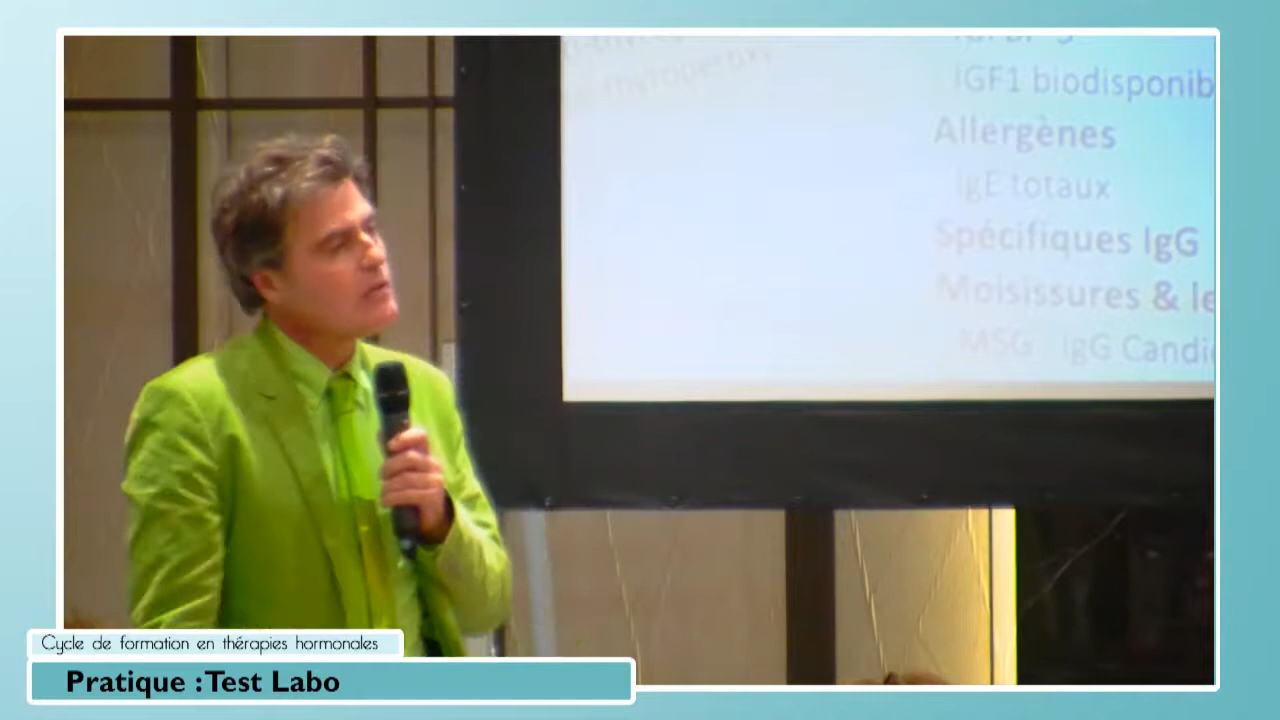 IGF1 biodisponib
Allergènes
IgE totaux
Spécifiques IgG
Moisissures & le
MSG IgG Candi
Cycle de formation en thérapies hormonales
Pratique : Test Labo